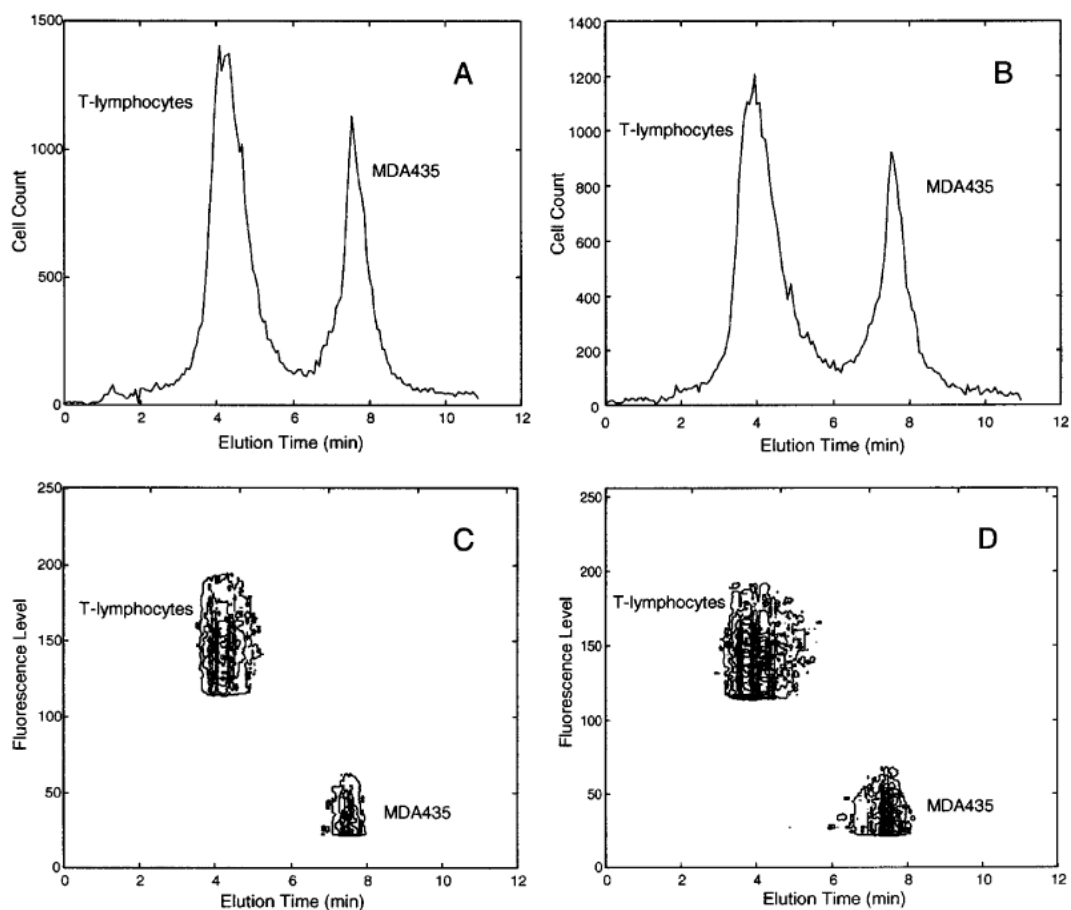 A
1500
1000
500
0
Cell Count
T-lymphocytes
MDA435
0 2 4 6 8 10 12
Elution Time (min)
B
1400
1200
1000
800
600
400
200
0
Cell Count
T-lymphocytes
MDA435
0 2 4 6 8 10 12
Elution Time (min)
C
250
200
150
100
50
0
Fluorescence Level
T-lymphocytes
MDA435
0 2 4 6 8 10 12
Elution Time (min)
D
250
200
150
100
50
0
Fluorescence Level
T-lymphocytes
MDA435
0 2 4 6 8 10 12
Elution Time (min)